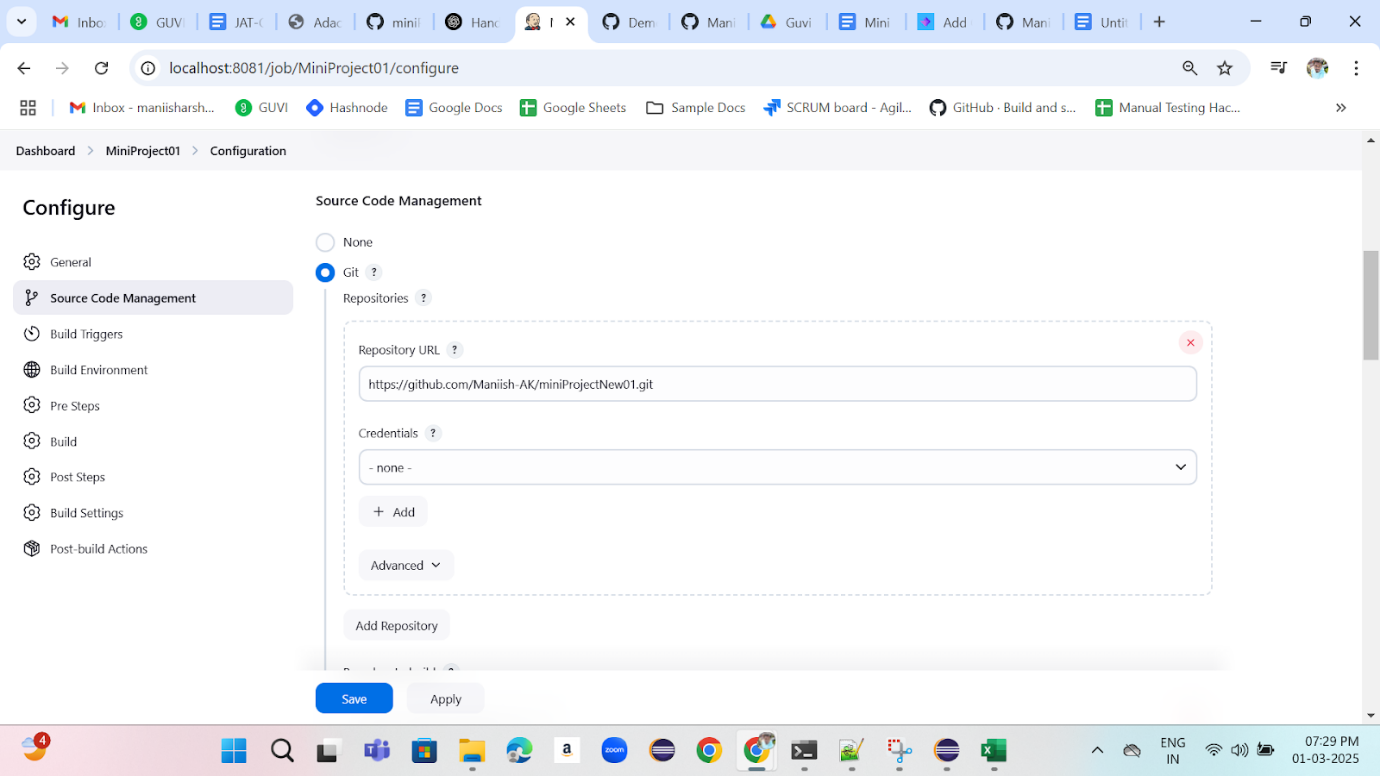 Inbox
GUVI
JAT-
Adac
minil
Hanc
Dem
Mani
Guvi
Mini
Add
Mani
Unti
localhost:8081/job/MiniProject01/configure
Inbox - maniisharsh...
GUVI
Hashnode
Google Docs
Google Sheets
Sample Docs
SCRUM board - Agil...
GitHub · Build and s...
Manual Testing Hac...
Dashboard
MiniProject01
Configuration
Configure
General
Source Code Management
Build Triggers
Build Environment
Pre Steps
Build
Post Steps
Build Settings
Post-build Actions
Source Code Management
None
Git ?
Repositories ?
Repository URL ?
https://github.com/Maniish-AK/miniProjectNew01.git
Credentials ?
- none -
+ Add
Advanced
Add Repository
Save
Apply
4
a
zoom
ENG
IN
07:29 PM
01-03-2025